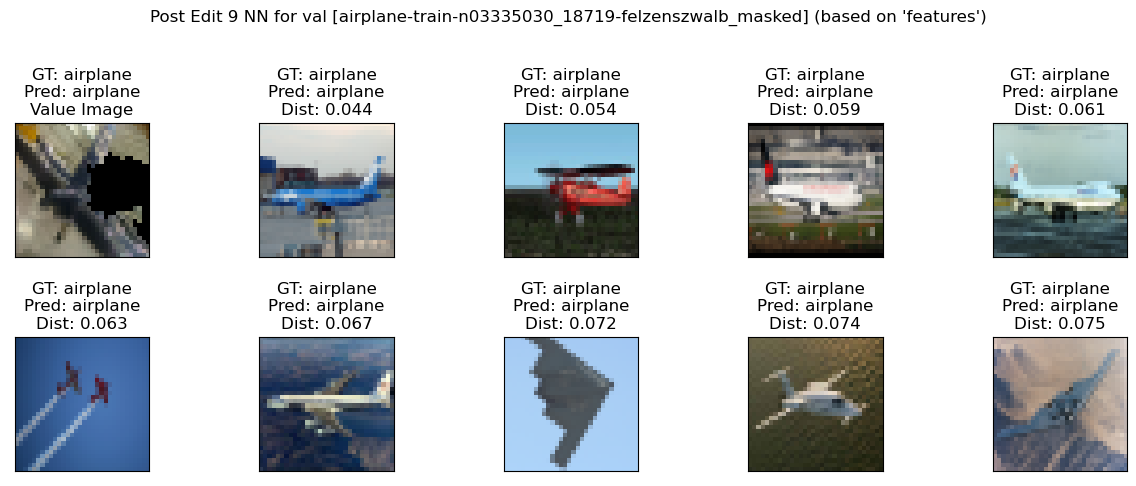 Post Edit 9 NN for val [airplane-train-n03335030_18719-felzenszwalb_masked] (based on 'features')
GT: airplane
Pred: airplane
Value Image
GT: airplane
Pred: airplane
Dist: 0.044
GT: airplane
Pred: airplane
Dist: 0.054
GT: airplane
Pred: airplane
Dist: 0.059
GT: airplane
Pred: airplane
Dist: 0.061
GT: airplane
Pred: airplane
Dist: 0.063
GT: airplane
Pred: airplane
Dist: 0.067
GT: airplane
Pred: airplane
Dist: 0.072
GT: airplane
Pred: airplane
Dist: 0.074
GT: airplane
Pred: airplane
Dist: 0.075